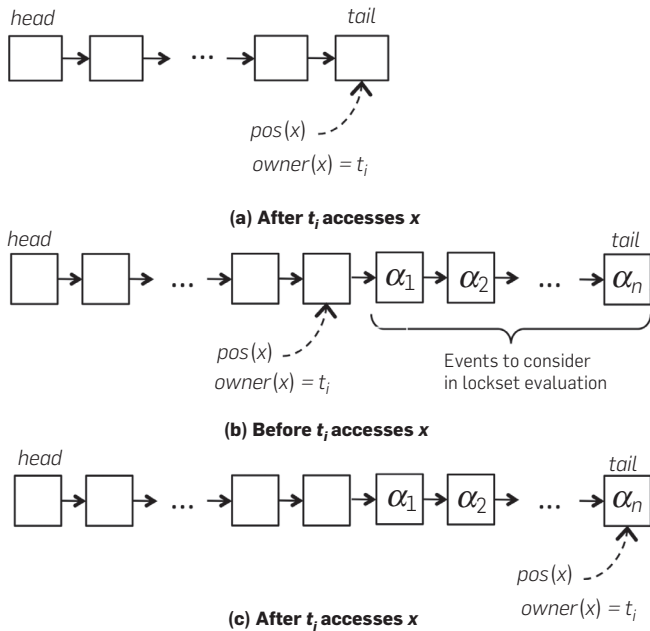 head tail
...
pos(x)
owner(x) = tᵢ
(a) After tᵢ accesses x
head tail
... α₁ α₂ ... αₙ
pos(x)
owner(x) = tᵢ
Events to consider
in lockset evaluation
(b) Before tᵢ accesses x
head tail
... α₁ α₂ ... αₙ
pos(x)
owner(x) = tᵢ
(c) After tᵢ accesses x